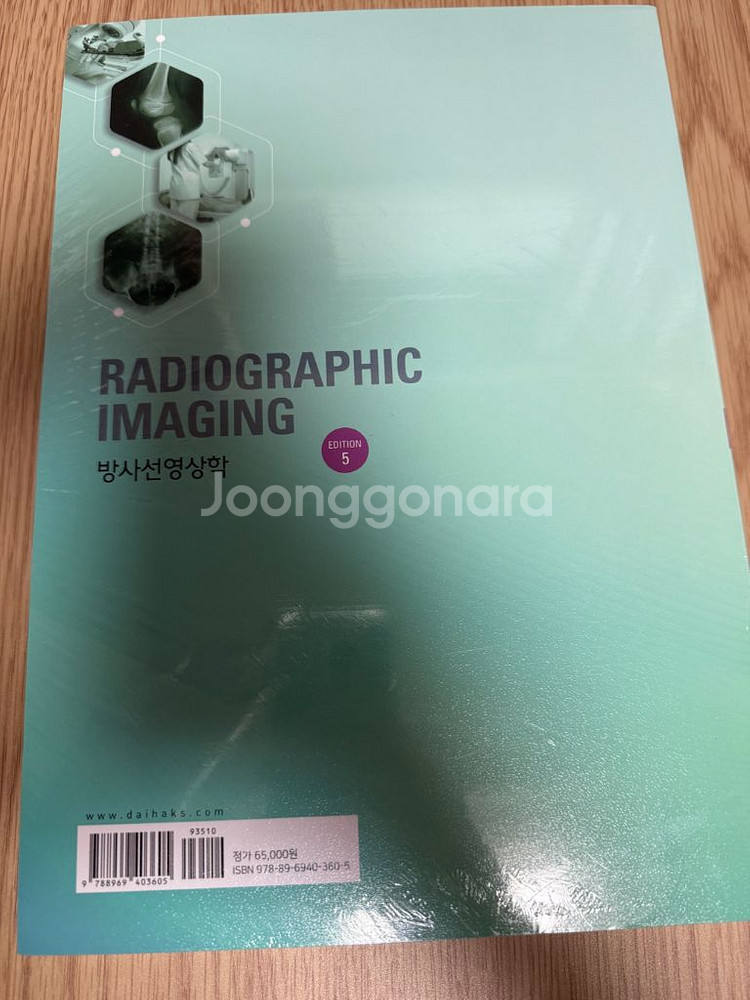 RADIOGRAPHIC
IMAGING
EDITION
5
방사선영상학
Joonggonara
www.daihaks.com
93510
9 788969 403605
정가 65,000원
ISBN 978-89-6940-360-5